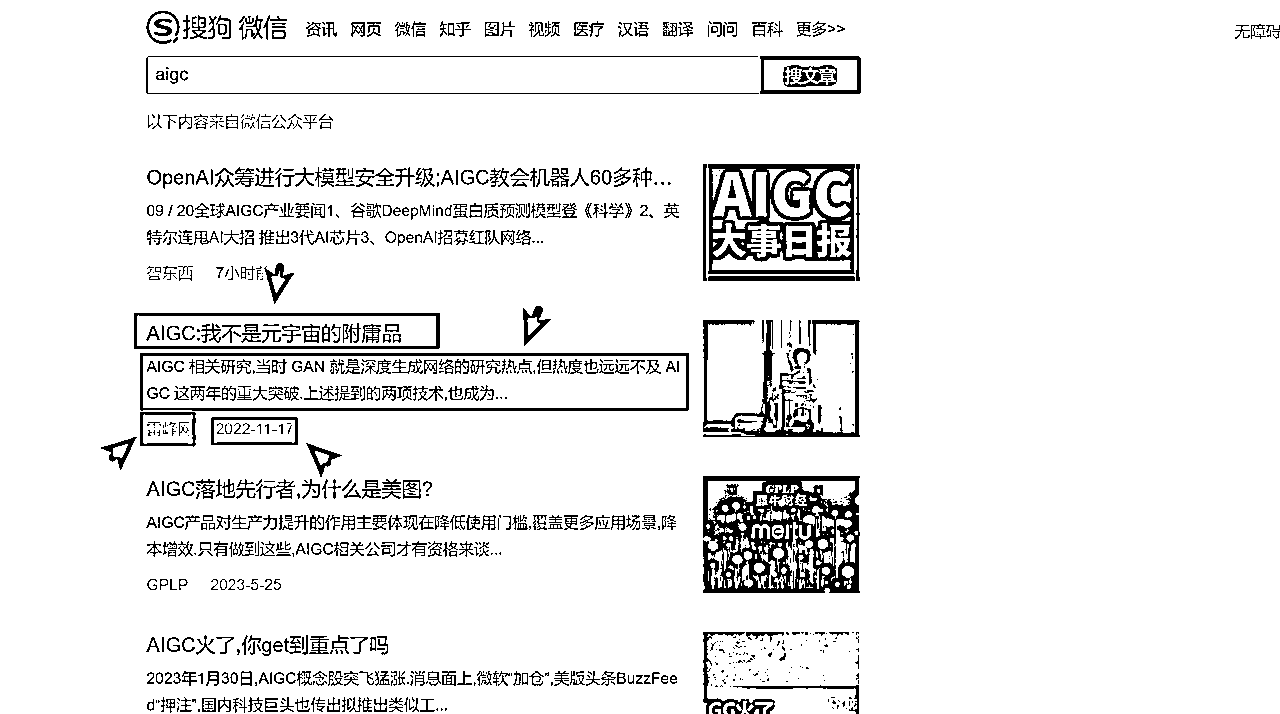 搜狗 微信 资讯 网页 微信 知乎 图片 视频 医疗 汉语 翻译 问问 百科 更多>> 无障碍
aigc 搜文章
以下内容来自微信公众平台
OpenAI众筹进行大模型安全升级;AIGC教会机器人60多种...
09 / 20全球AIGC产业要闻1、谷歌DeepMind蛋白质预测模型登《科学》2、英
特尔连甩AI大招 推出3代AI芯片3、OpenAI招募红队网络...
智东西 7小时前
AIGC
大事日报
AIGC:我不是元宇宙的附庸品
AIGC 相关研究,当时 GAN 就是深度生成网络的研究热点,但热度也远远不及 AI
GC 这两年的重大突破.上述提到的两项技术,也成为...
雷峰网 2022-11-17
AIGC落地先行者,为什么是美图?
AIGC产品对生产力提升的作用主要体现在降低使用门槛,覆盖更多应用场景,降
本增效.只有做到这些,AIGC相关公司才有资格来谈...
GPLP 2023-5-25
GPLP
犀牛财经
meitu
AIGC火了,你get到重点了吗
2023年1月30日,AIGC概念股突飞猛涨.消息面上,微软"加仓",美版头条BuzzFee
d"押注",国内科技巨头也传出拟推出类似工...